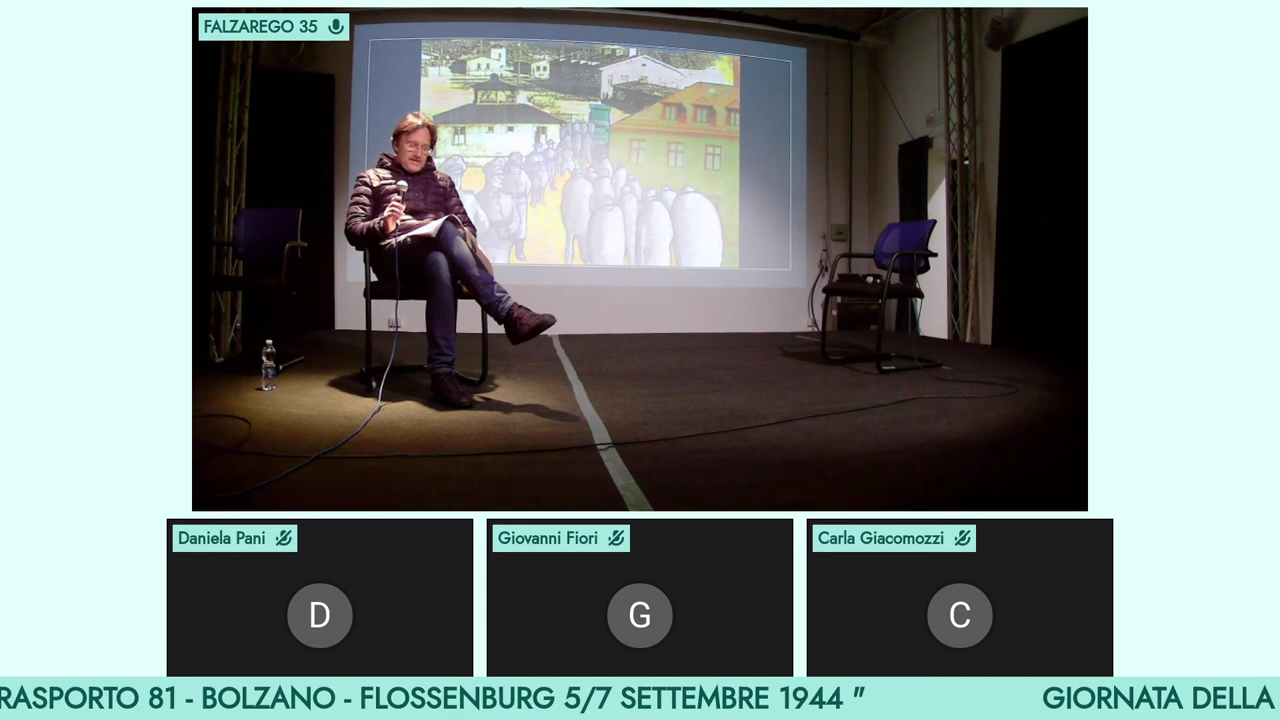 FALZAREGO 35
Daniela Pani
Giovanni Fiori
Carla Giacomozzi
D
G
C
RASPORTO 81 - BOLZANO - FLOSSENBURG 5/7 SETTEMBRE 1944 " GIORNATA DELLA